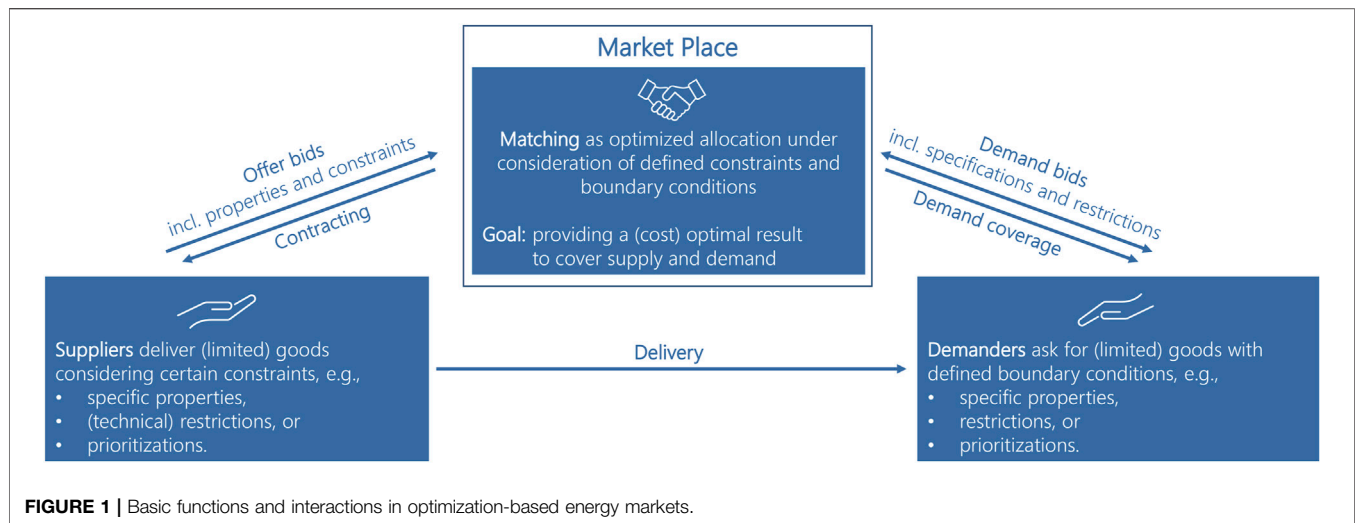 Market Place
Matching as optimized allocation under
consideration of defined constraints and
boundary conditions
Goal: providing a (cost) optimal result
to cover supply and demand
Offer bids
incl. properties and constraints
Contracting
Demand bids
incl. specifications and restrictions
Demand coverage
Suppliers deliver (limited) goods
considering certain constraints, e.g.,
• specific properties,
• (technical) restrictions, or
• prioritizations.
Delivery
Demanders ask for (limited) goods with
defined boundary conditions, e.g.,
• specific properties,
• restrictions, or
• prioritizations.
FIGURE 1 | Basic functions and interactions in optimization-based energy markets.